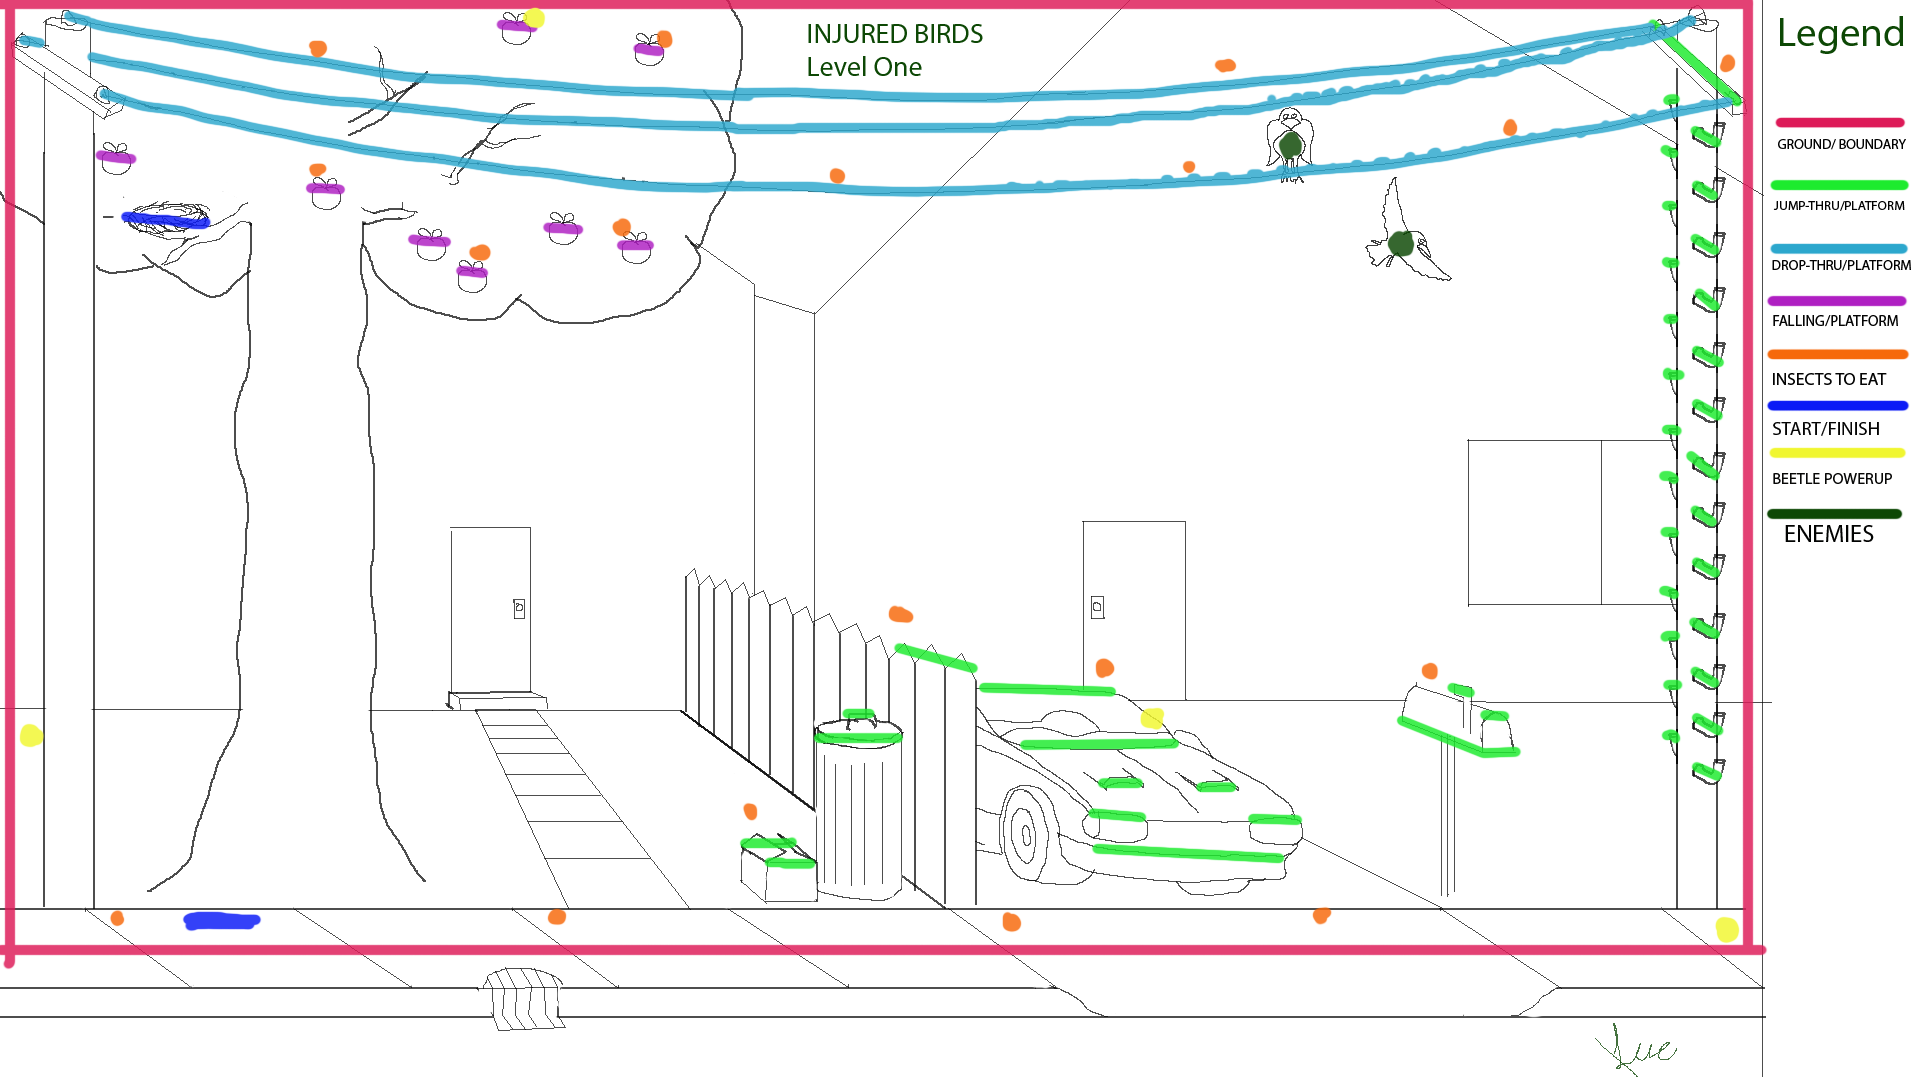 INJURED BIRDS
Level One
Legend
GROUND/ BOUNDARY
JUMP-THRU/PLATFORM
DROP-THRU/PLATFORM
FALLING/PLATFORM
INSECTS TO EAT
START/FINISH
BEETLE POWERUP
ENEMIES